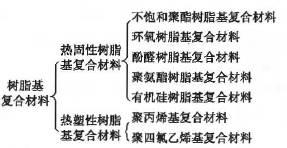 不饱和聚酯树脂基复合材料
热固性树脂
基复合材料
环氧树脂基复合材料
酚醛树脂基复合材料
聚氨酯树脂基复合材料
有机硅树脂基复合材料
树脂基
复合材料
热塑性树脂
基复合材料
聚丙烯基复合材料
聚四氯乙烯基复合材料